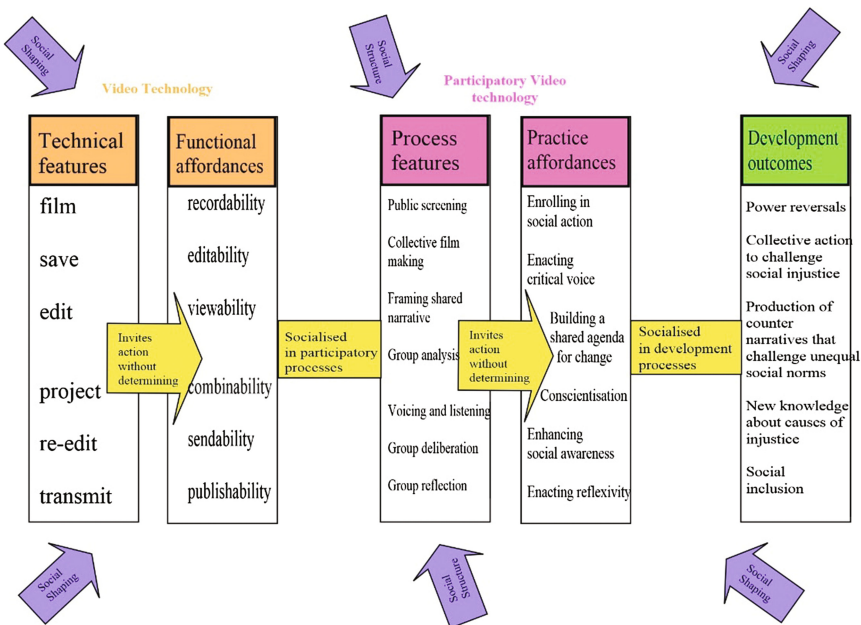 Social
Shaping
Social
Structure
Social
Shaping
Video Technology
Participatory Video
technology
Technical
features
film
save
edit
project
re-edit
transmit
Invites
action
without
determining
Functional
affordances
recordability
editability
viewability
combinability
sendability
publishability
Socialised
in participatory
processes
Process
features
Public screening
Collective film
making
Framing shared
narrative
Group analysis
Voicing and listening
Group deliberation
Group reflection
Invites
action
without
determining
Practice
affordances
Enrolling in
social action
Enacting
critical voice
Building a
shared agenda
for change
Conscientisation
Enhancing
social awareness
Enacting reflexivity
Socialised
in development
processes
Development
outcomes
Power reversals
Collective action
to challenge
social injustice
Production of
counter
narratives that
challenge unequal
social norms
New knowledge
about causes of
injustice
Social
inclusion
Social
Shaping
Social
Structure
Social
Shaping